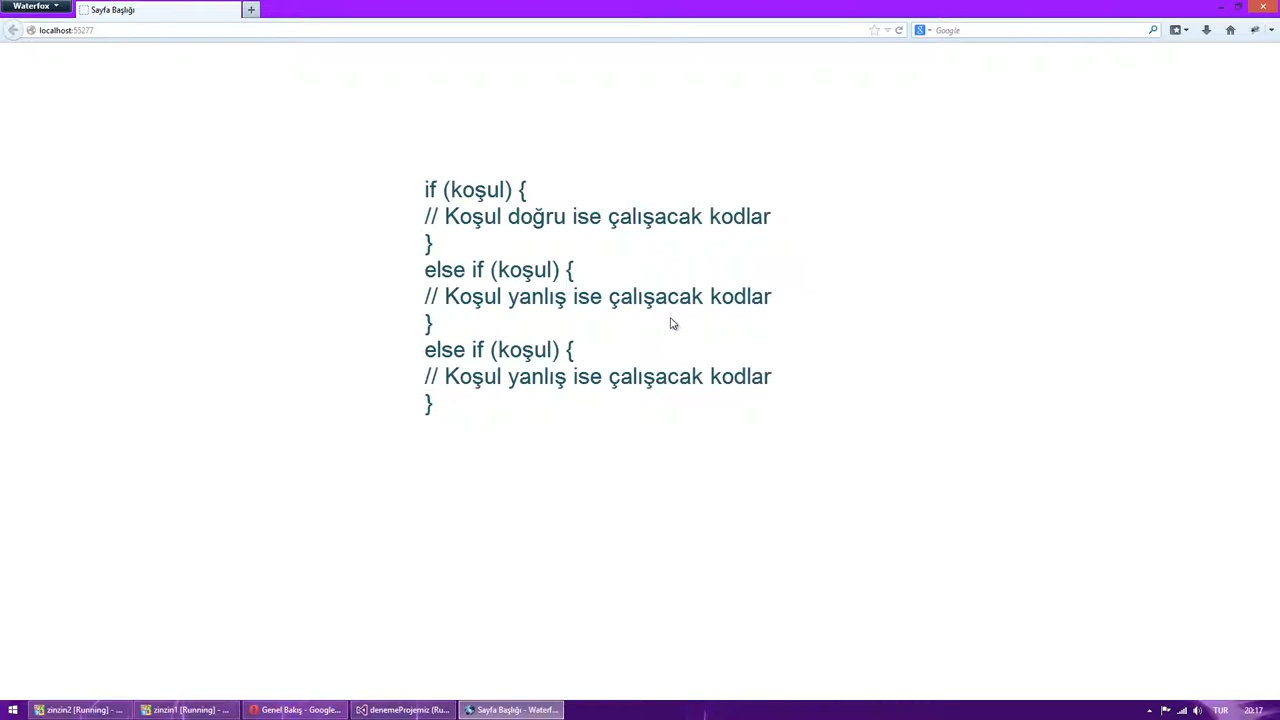 Waterfox
Sayfa Başlığı
localhost:55277
Google
if (koşul) {
// Koşul doğru ise çalışacak kodlar
}
else if (koşul) {
// Koşul yanlış ise çalışacak kodlar
}
else if (koşul) {
// Koşul yanlış ise çalışacak kodlar
}
zinzin2 [Running] - ...
zinzin1 [Running] - ...
Genel Bakış - Google...
denemeProjemiz (Ru...
Sayfa Başlığı - Waterf...
TUR
20:17